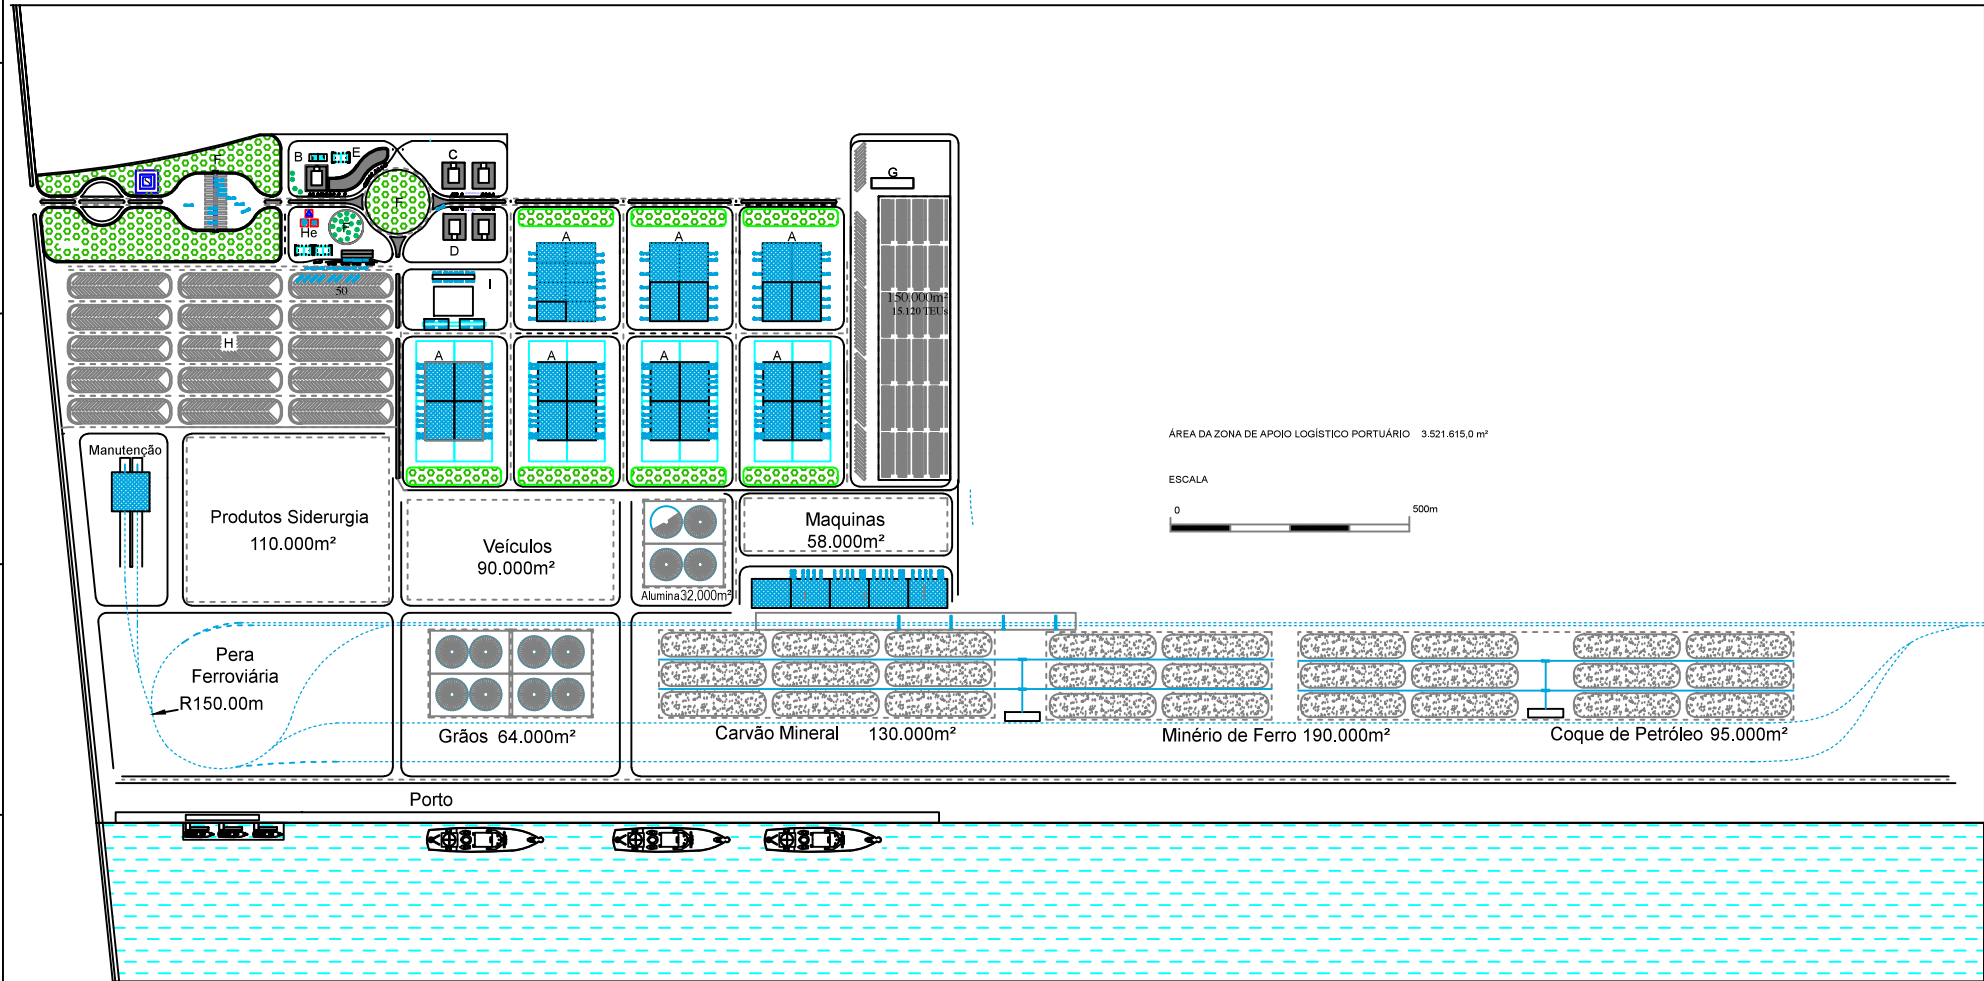 F
B
E
C
F
He
F
D
G
A
A
A
I
50
150.000m²
15.120 TEUs
H
A
A
A
A
ÁREA DA ZONA DE APOIO LOGÍSTICO PORTUÁRIO 3.521.615,0 m²
ESCALA
0
500m
Manutenção
Produtos Siderurgia
110.000m²
Veículos
90.000m²
Alumina 32.000m²
Maquinas
58.000m²
Pera
Ferroviária
R150.00m
Grãos 64.000m²
Carvão Mineral 130.000m²
Minério de Ferro 190.000m²
Coque de Petróleo 95.000m²
Porto